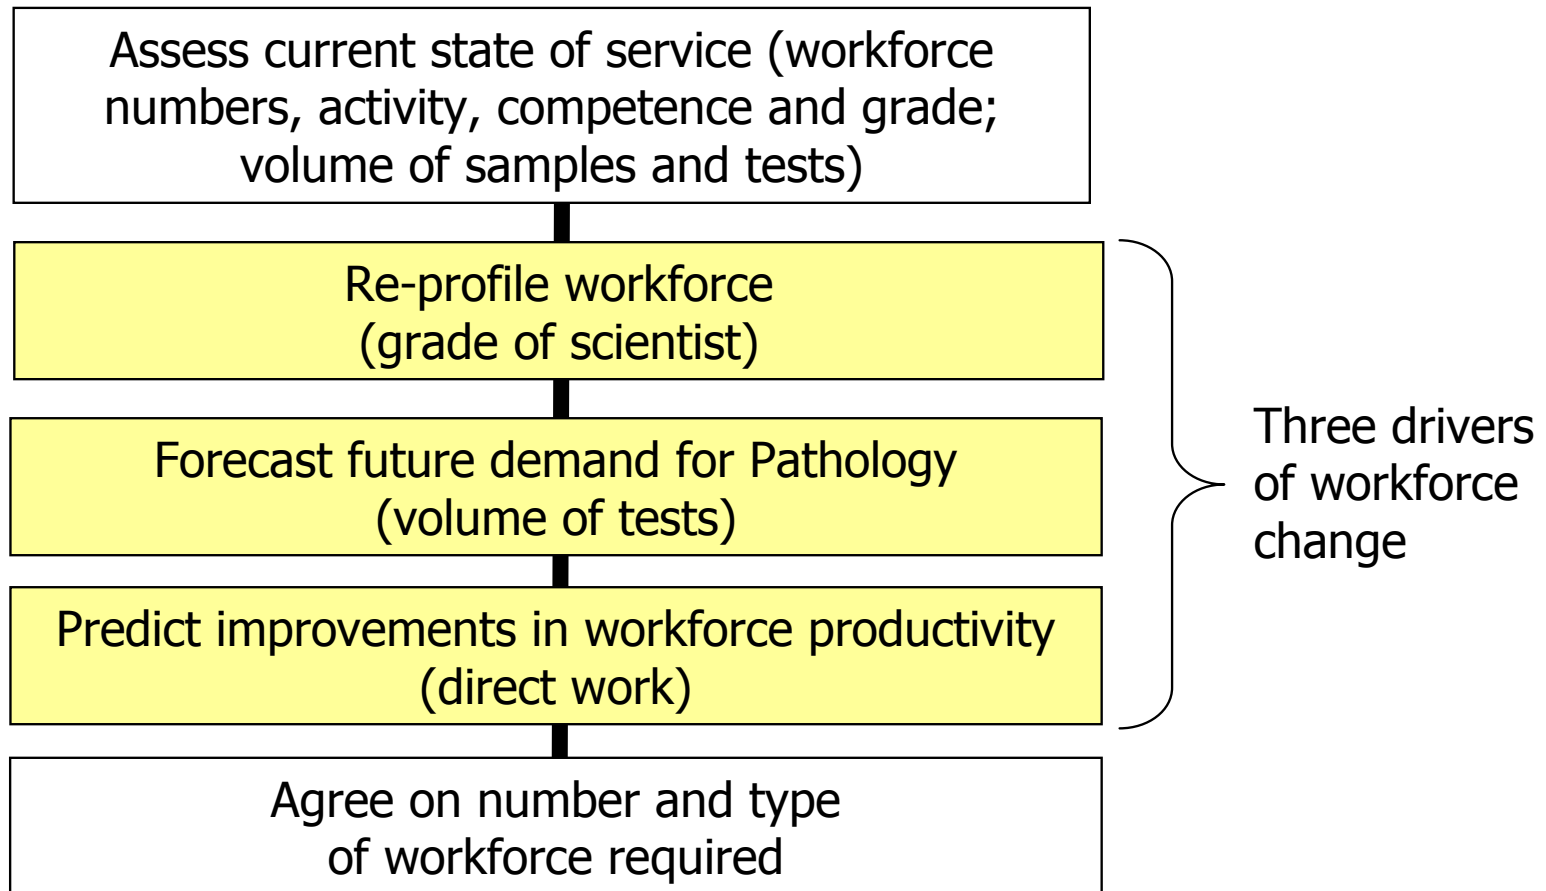 Assess current state of service (workforce
numbers, activity, competence and grade;
volume of samples and tests)
Re-profile workforce
(grade of scientist)
Forecast future demand for Pathology
(volume of tests)
Predict improvements in workforce productivity
(direct work)
Agree on number and type
of workforce required
Three drivers
of workforce
change